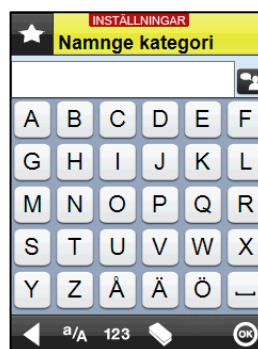 INSTÄLLNINGAR
Namnge kategori
A B C D E F
G H I J K L
M N O P Q R
S T U V W X
Y Z Å Ä Ö
a/A 123 OK